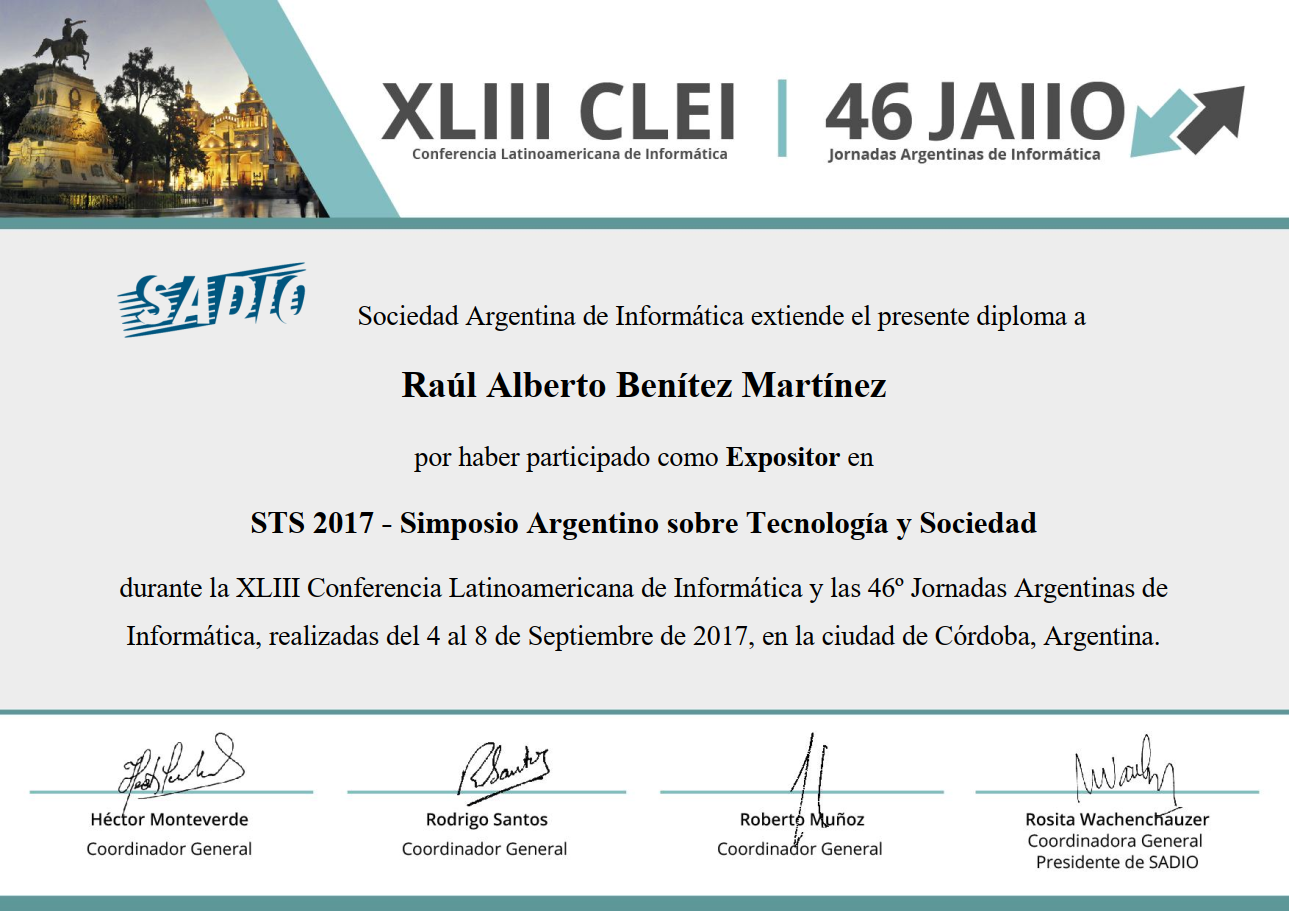 XLIII CLEI | 46 JAIIO
Conferencia Latinoamericana de Informática
Jornadas Argentinas de Informática
SADIO
Sociedad Argentina de Informática extiende el presente diploma a
Raúl Alberto Benítez Martínez
por haber participado como Expositor en
STS 2017 - Simposio Argentino sobre Tecnología y Sociedad
durante la XLIII Conferencia Latinoamericana de Informática y las 46º Jornadas Argentinas de
Informática, realizadas del 4 al 8 de Septiembre de 2017, en la ciudad de Córdoba, Argentina.
Héctor Monteverde
Coordinador General
Rodrigo Santos
Coordinador General
Roberto Muñoz
Coordinador General
Rosita Wachenchauzer
Coordinadora General
Presidente de SADIO